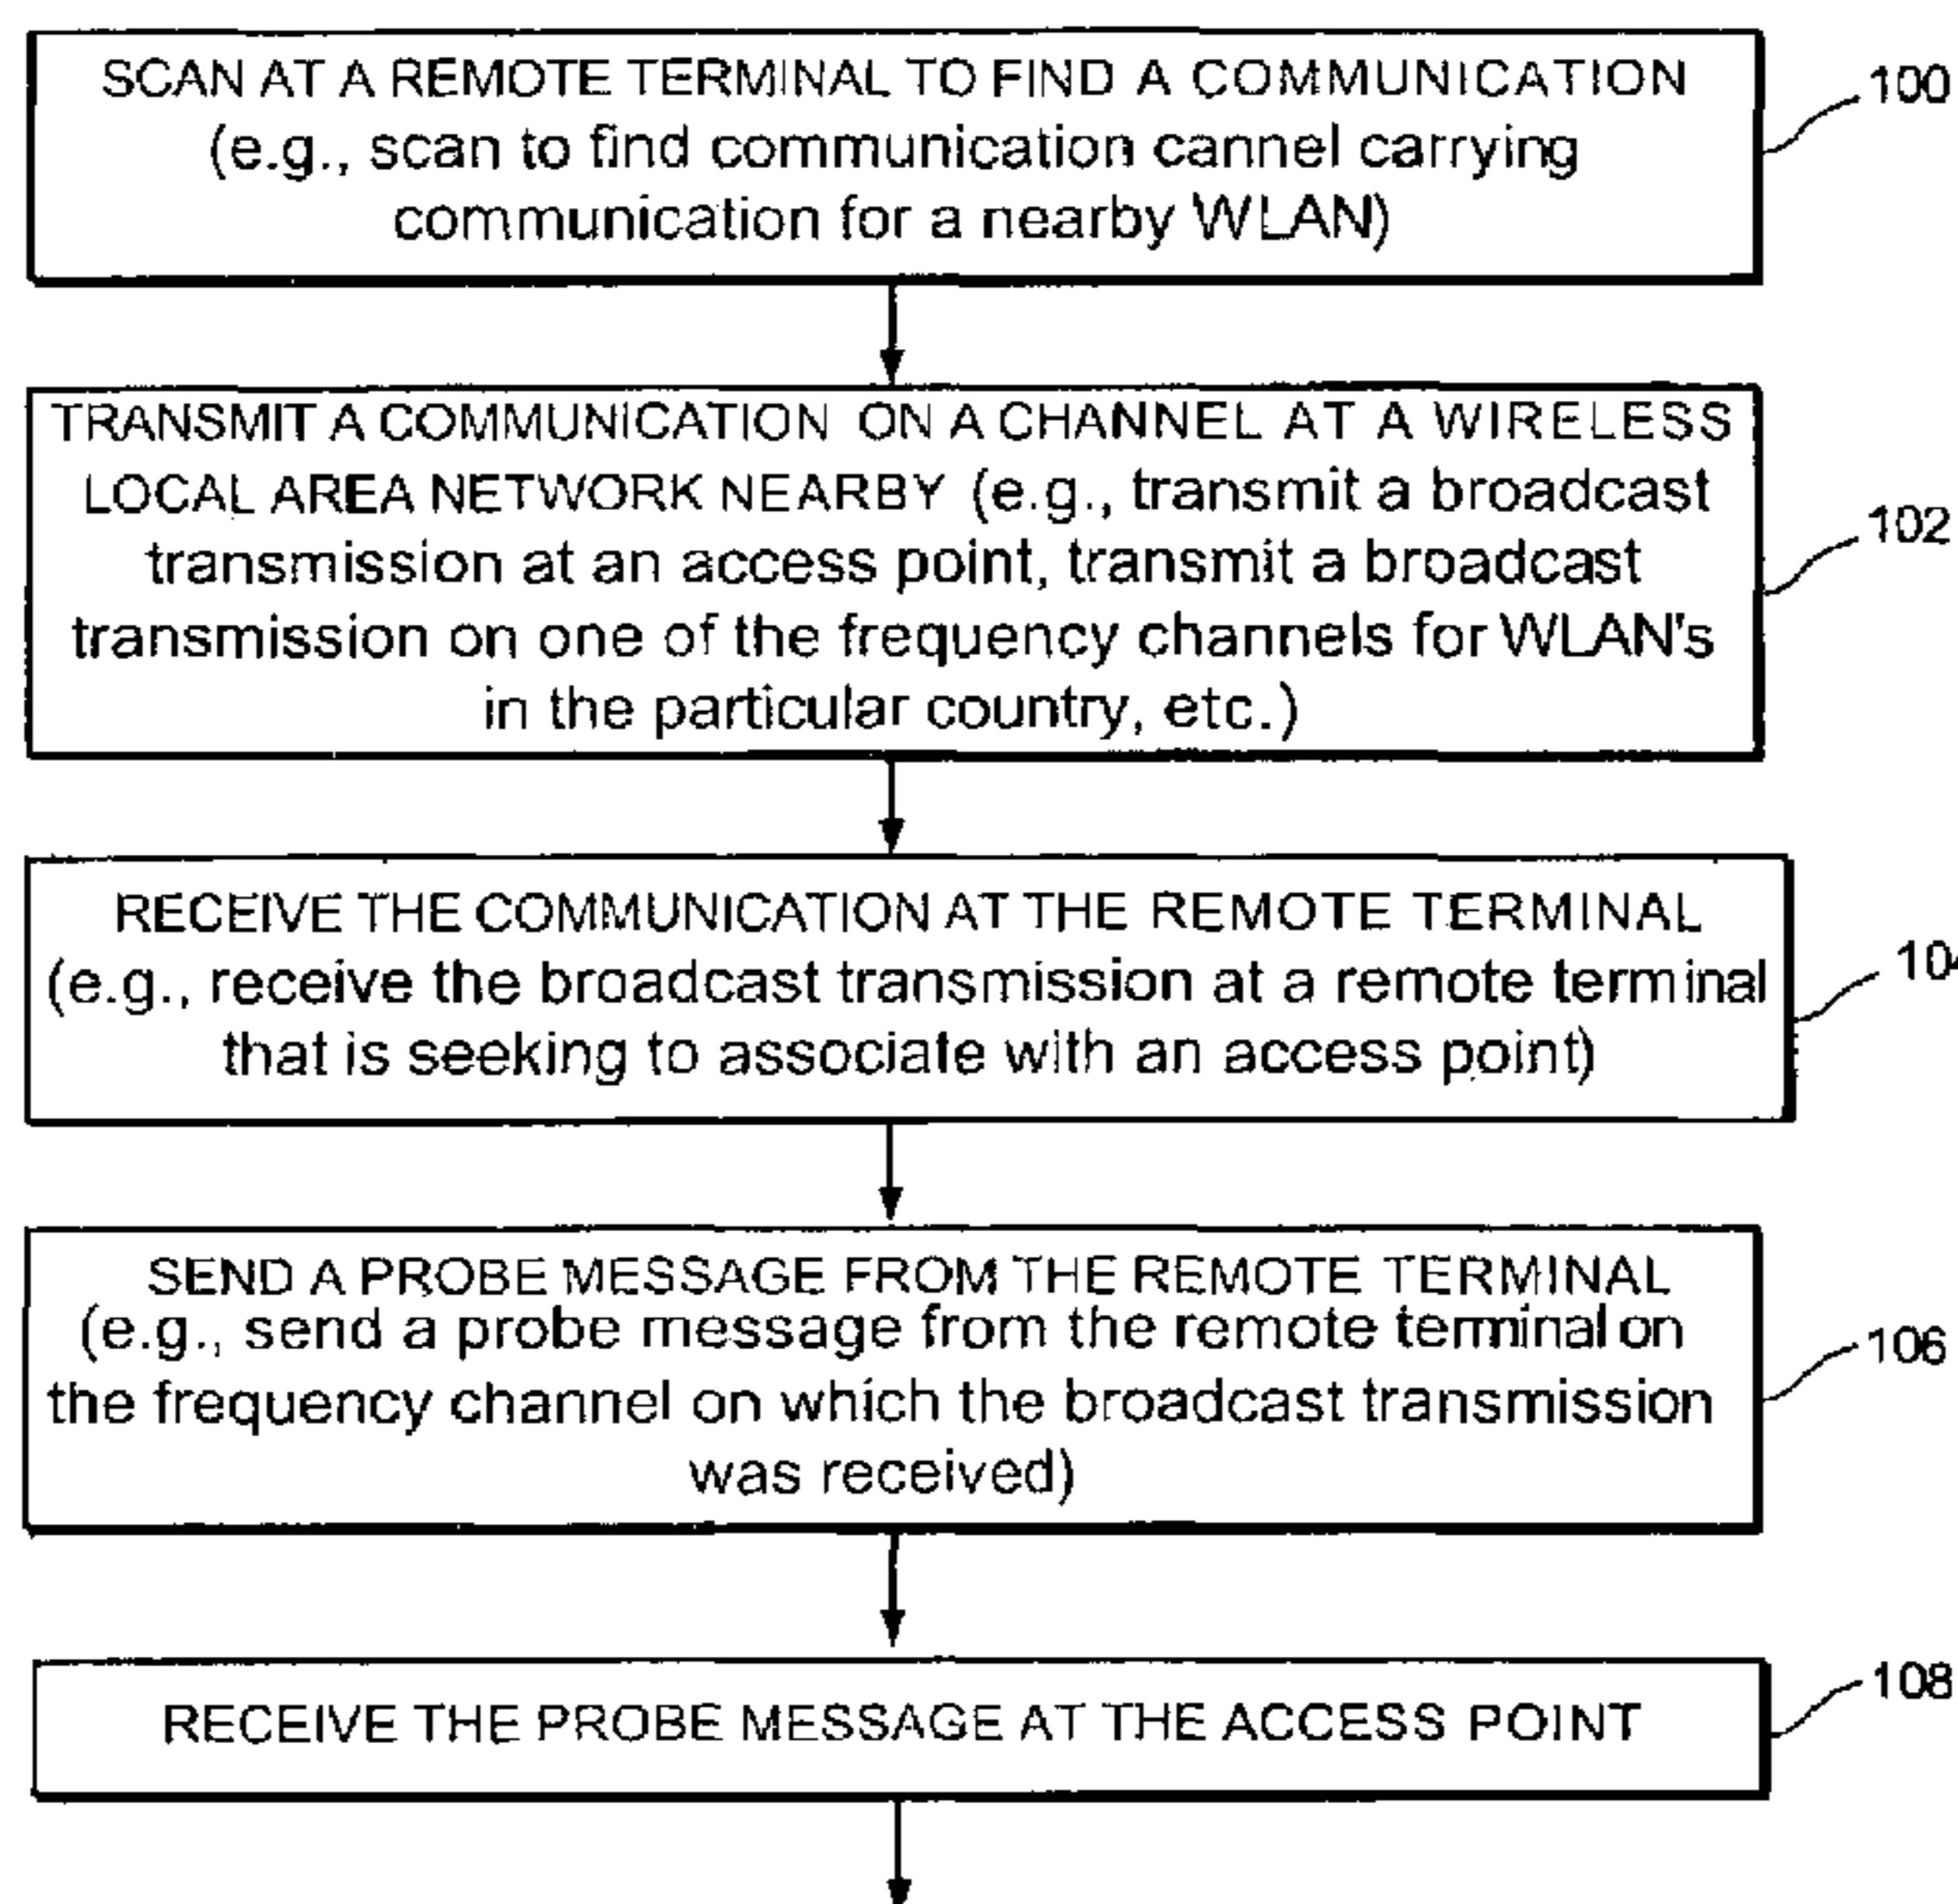 SCAN AT A REMOTE TERMINAL TO FIND A COMMUNICATION
(e.g., scan to find communication cannel carrying
communication for a nearby WLAN)
100
TRANSMIT A COMMUNICATION ON A CHANNEL AT A WIRELESS
LOCAL AREA NETWORK NEARBY (e.g., transmit a broadcast
transmission at an access point, transmit a broadcast
transmission on one of the frequency channels for WLAN's
in the particular country, etc.)
102
RECEIVE THE COMMUNICATION AT THE REMOTE TERMINAL
(e.g., receive the broadcast transmission at a remote terminal
that is seeking to associate with an access point)
104
SEND A PROBE MESSAGE FROM THE REMOTE TERMINAL
(e.g., send a probe message from the remote terminal on
the frequency channel on which the broadcast transmission
was received)
106
RECEIVE THE PROBE MESSAGE AT THE ACCESS POINT
108